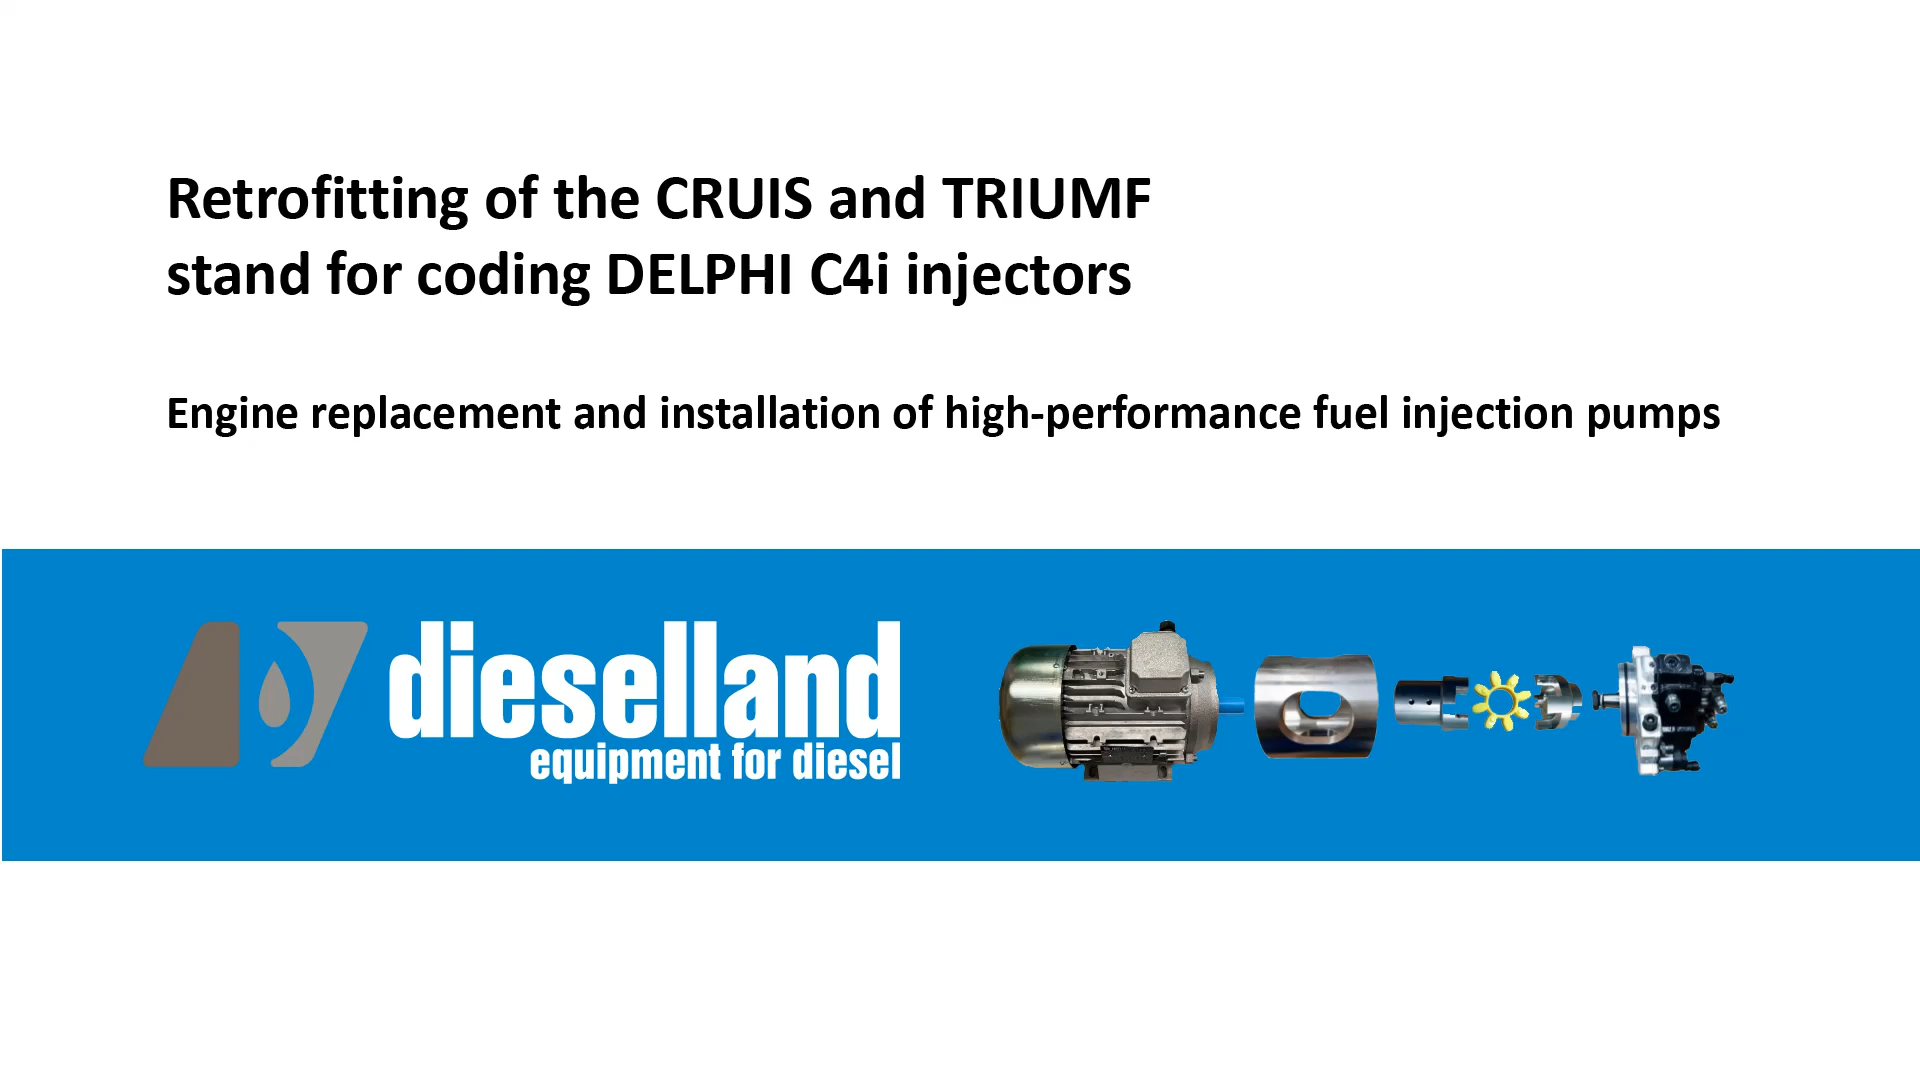 Retrofitting of the CRUIS and TRIUMF
stand for coding DELPHI C4i injectors
Engine replacement and installation of high-performance fuel injection pumps
dieselland
equipment for diesel